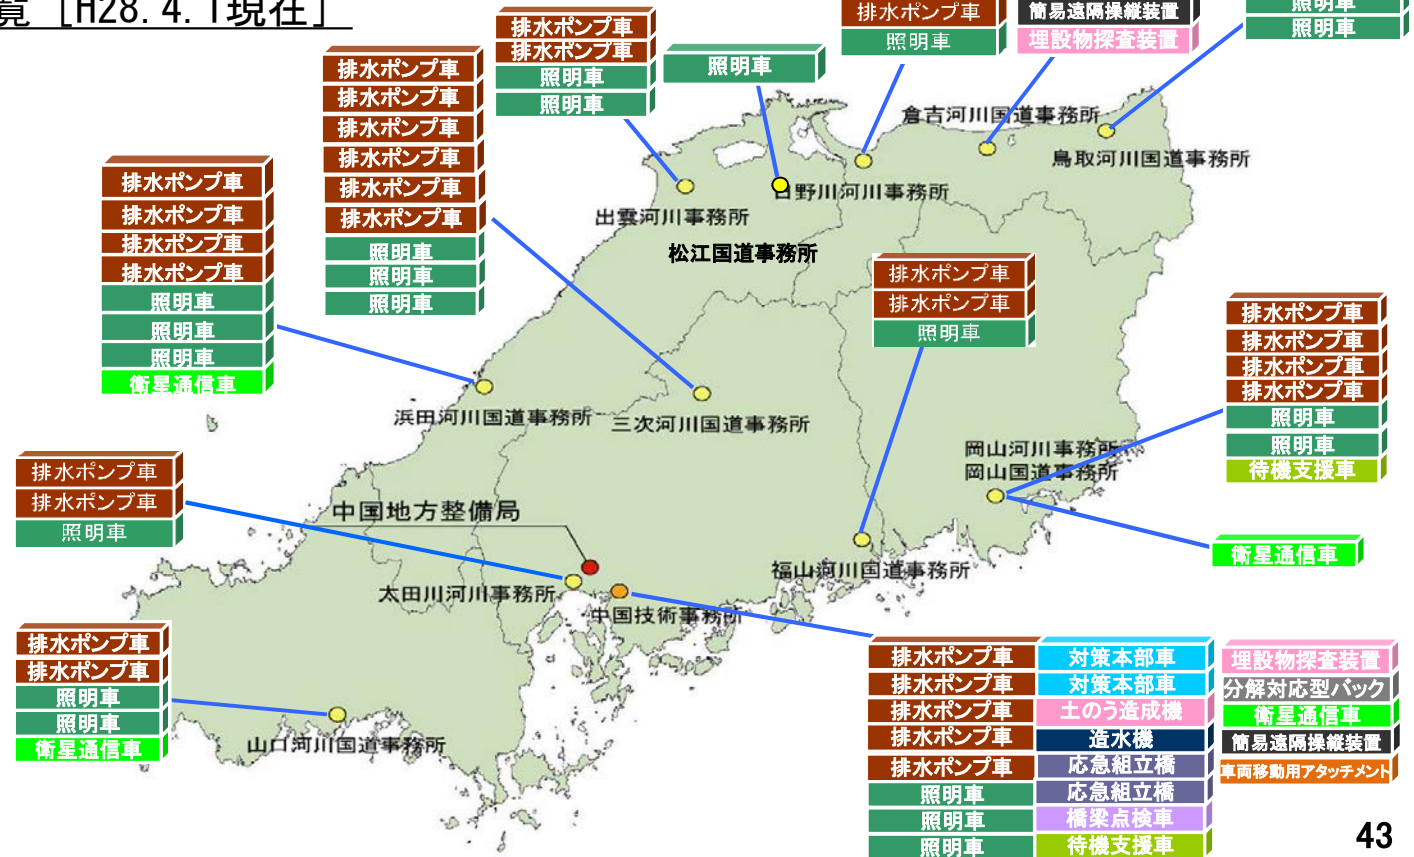 覧［H28.4.1現在］
排水ポンプ車
排水ポンプ車
照明車
照明車
照明車
排水ポンプ車
照明車
簡易遠隔操縦装置
埋設物探査装置
照明車
照明車
排水ポンプ車
排水ポンプ車
排水ポンプ車
排水ポンプ車
排水ポンプ車
排水ポンプ車
照明車
照明車
照明車
倉吉河川国道事務所
鳥取河川国道事務所
日野川河川事務所
出雲河川事務所
松江国道事務所
排水ポンプ車
排水ポンプ車
排水ポンプ車
排水ポンプ車
照明車
照明車
照明車
衛星通信車
排水ポンプ車
排水ポンプ車
照明車
排水ポンプ車
排水ポンプ車
排水ポンプ車
排水ポンプ車
照明車
照明車
待機支援車
浜田河川国道事務所
三次河川国道事務所
岡山河川事務所
岡山国道事務所
排水ポンプ車
排水ポンプ車
照明車
中国地方整備局
衛星通信車
福山河川国道事務所
太田川河川事務所
中国技術事務所
排水ポンプ車
排水ポンプ車
照明車
照明車
衛星通信車
山口河川国道事務所
排水ポンプ車
排水ポンプ車
排水ポンプ車
排水ポンプ車
排水ポンプ車
照明車
照明車
照明車
対策本部車
対策本部車
土のう造成機
造水機
応急組立橋
応急組立橋
橋梁点検車
待機支援車
埋設物探査装置
分解対応型バック
衛星通信車
簡易遠隔操縦装置
車両移動用アタッチメント
43